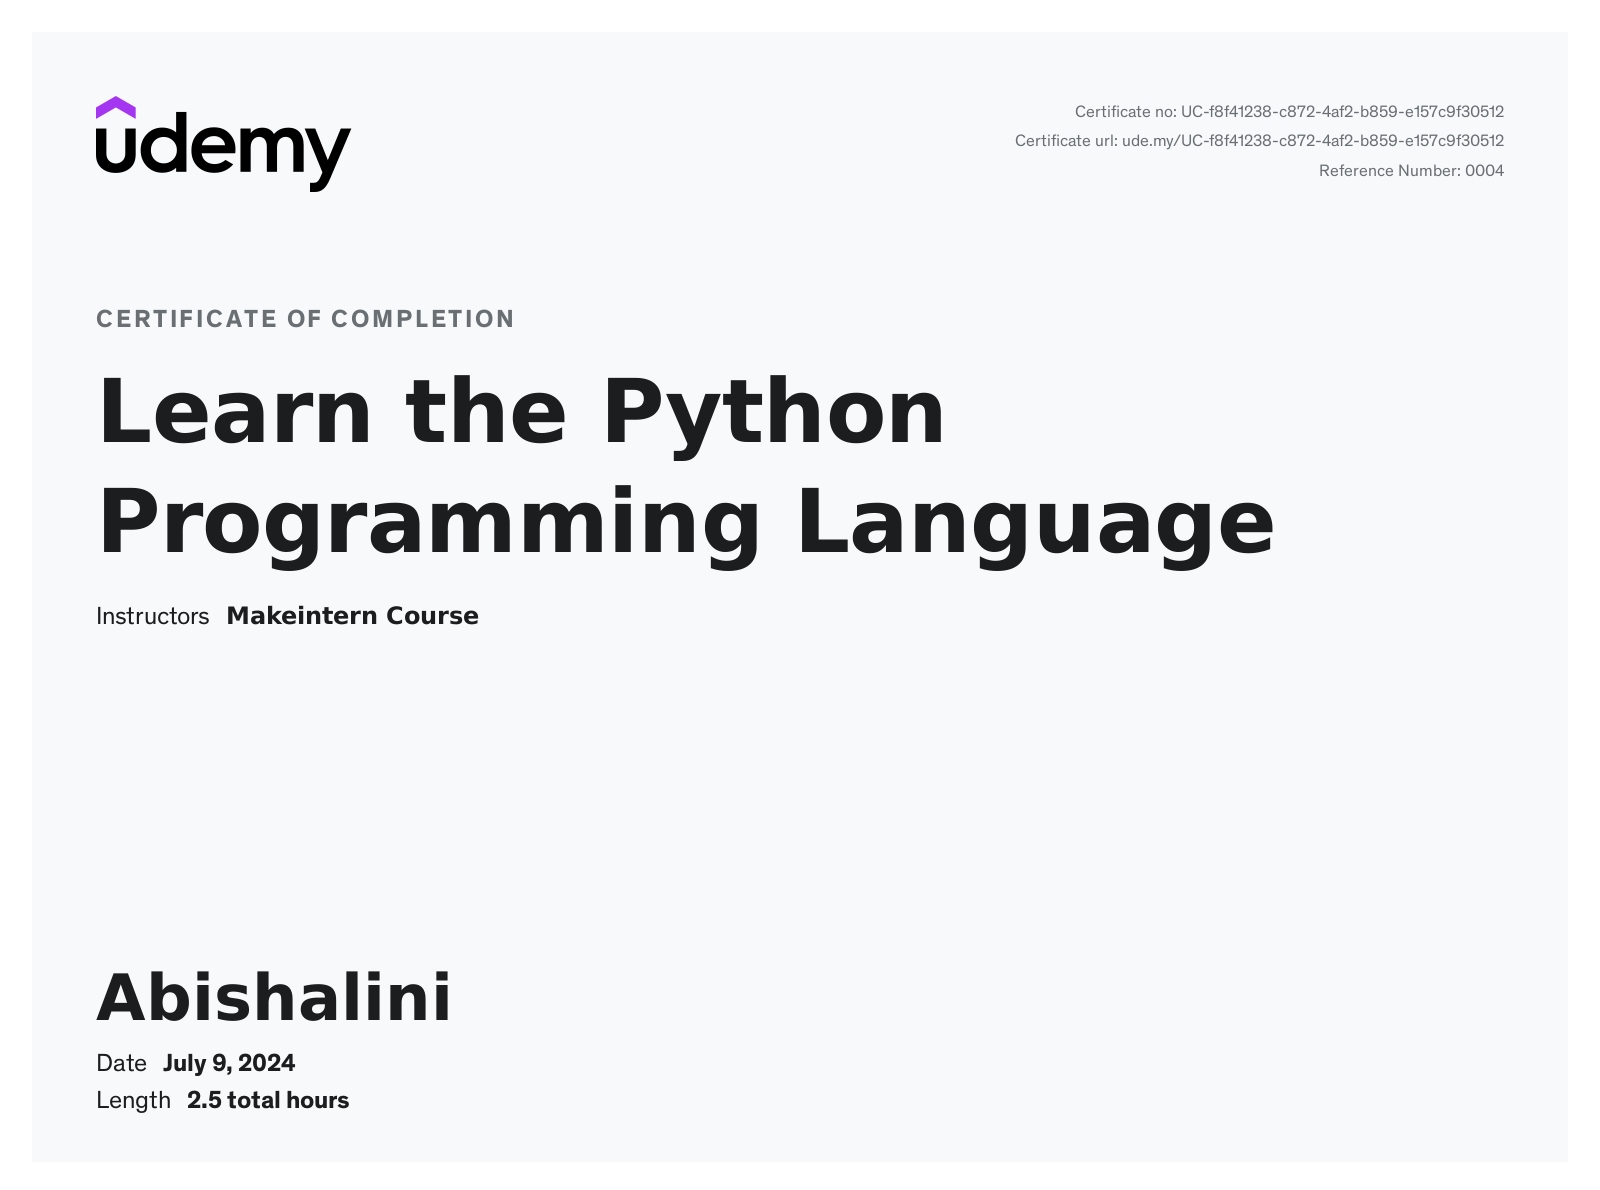 udemy
Certificate no: UC-f8f41238-c872-4af2-b859-e157c9f30512
Certificate url: ude.my/UC-f8f41238-c872-4af2-b859-e157c9f30512
Reference Number: 0004
CERTIFICATE OF COMPLETION
Learn the Python
Programming Language
Instructors Makeintern Course
Abishalini
Date July 9, 2024
Length 2.5 total hours